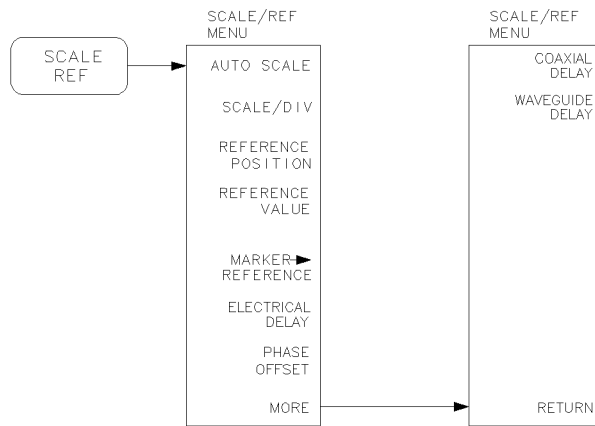 SCALE
REF
SCALE/REF
MENU
AUTO SCALE
SCALE/DIV
REFERENCE
POSITION
REFERENCE
VALUE
MARKER
REFERENCE
ELECTRICAL
DELAY
PHASE
OFFSET
MORE
SCALE/REF
MENU
COAXIAL
DELAY
WAVEGUIDE
DELAY
RETURN